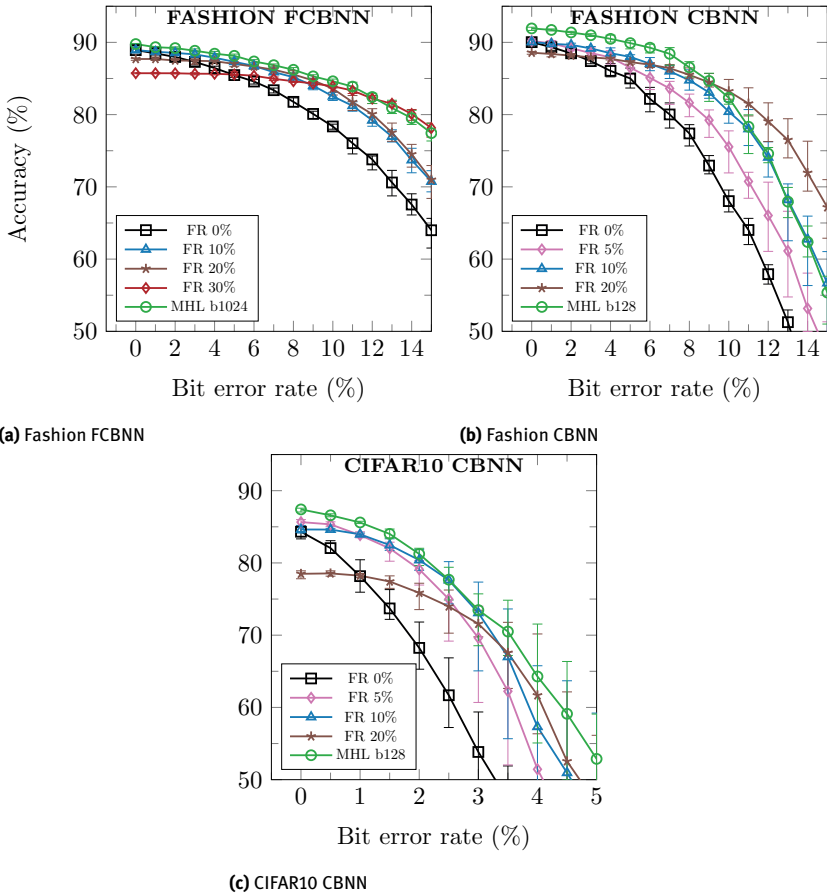 FASHION FCBNN
Accuracy (%)
90
80
70
60
50
FR 0%
FR 10%
FR 20%
FR 30%
MHL b1024
0 2 4 6 8 10 12 14
Bit error rate (%)
(a) Fashion FCBNN
FASHION CBNN
90
80
70
60
50
FR 0%
FR 5%
FR 10%
FR 20%
MHL b128
0 2 4 6 8 10 12 14
Bit error rate (%)
(b) Fashion CBNN
CIFAR10 CBNN
90
80
70
60
50
FR 0%
FR 5%
FR 10%
FR 20%
MHL b128
0 1 2 3 4 5
Bit error rate (%)
(c) CIFAR10 CBNN